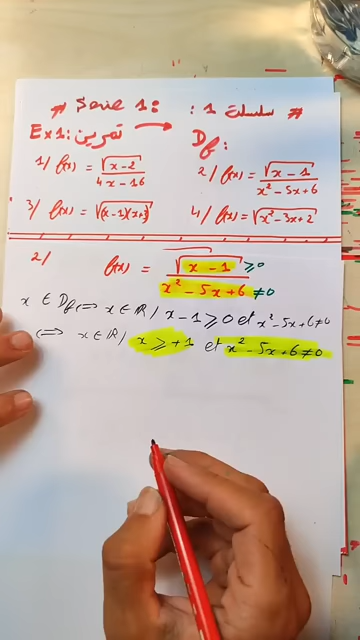 # Serie 1: : 1 سلسلة #
Ex1: تمرين → Df:
1/ f(x) = √(x-2) / (4x-16)
2/ f(x) = √(x-1) / (x²-5x+6)
3/ f(x) = √((x-1)(x+3))
4/ f(x) = √(x²-3x+2)
2/ f(x) = √(x-1) ≥0 / (x²-5x+6) ≠0
x ∈ Df ⟺ x ∈ ℝ / x-1 ≥ 0 et x²-5x+6≠0
⟺ x ∈ ℝ / x ≥ +1 et x²-5x+6≠0